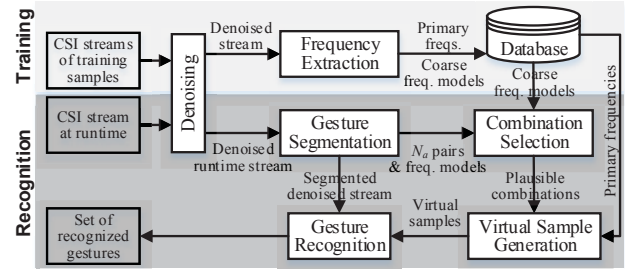 Training
CSI streams
of training
samples
Denoising
Denoised
stream
Frequency
Extraction
Primary
freqs.
Coarse
freq. models
Database
Coarse
freq. models
Primary frequencies
Recognition
CSI stream
at runtime
Denoised
runtime stream
Gesture
Segmentation
Nₐ pairs
& freq. models
Combination
Selection
Segmented
denoised stream
Plausible
combinations
Set of
recognized
gestures
Gesture
Recognition
Virtual
samples
Virtual Sample
Generation